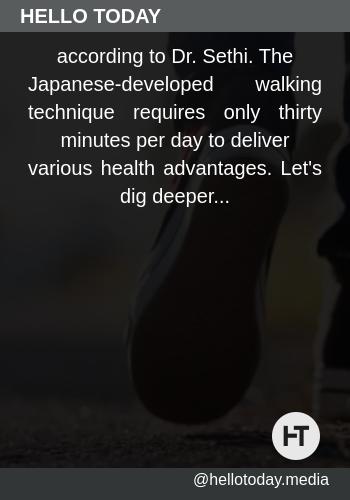 HELLO TODAY
according to Dr. Sethi. The
Japanese-developed walking
technique requires only thirty
minutes per day to deliver
various health advantages. Let's
dig deeper...
HT
@hellotoday.media